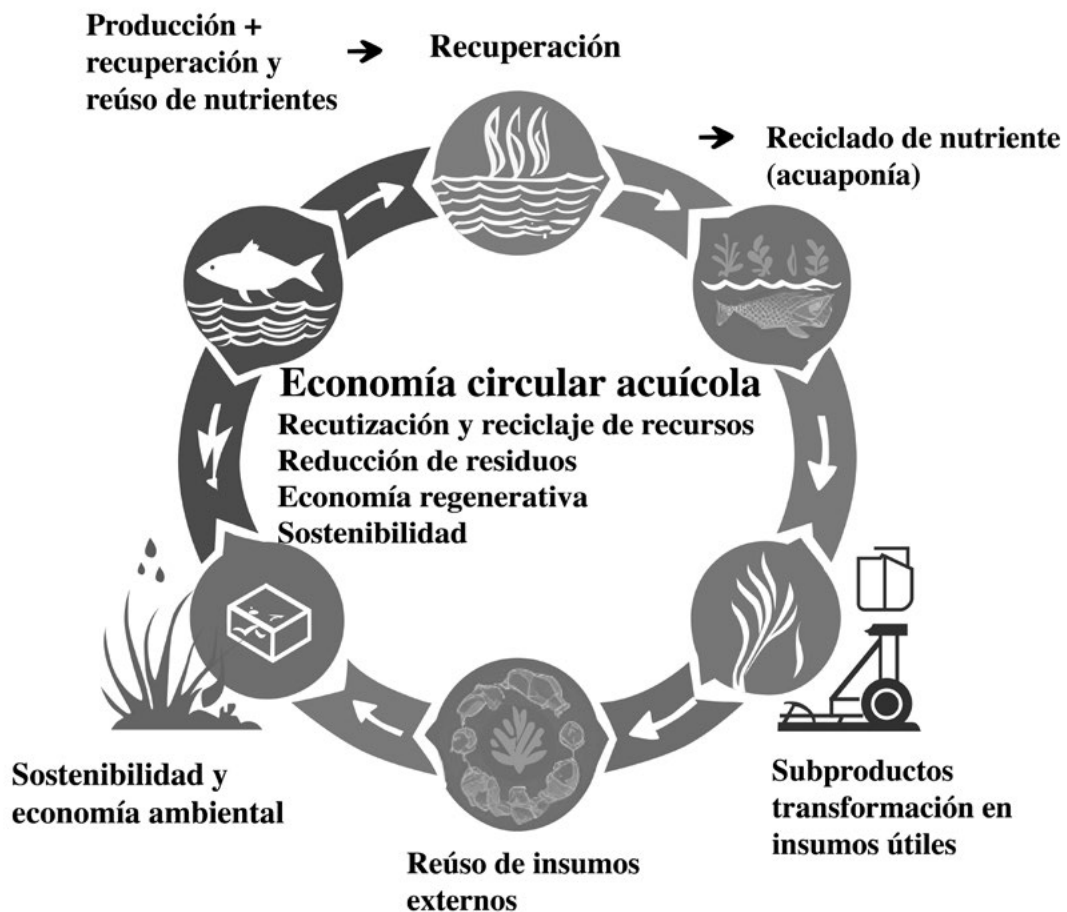 Producción +
recuperación y
reúso de nutrientes
Recuperación
Reciclado de nutriente
(acuaponía)
Economía circular acuícola
Recutización y reciclaje de recursos
Reducción de residuos
Economía regenerativa
Sostenibilidad
Sostenibilidad y
economía ambiental
Reúso de insumos
externos
Subproductos
transformación en
insumos útiles